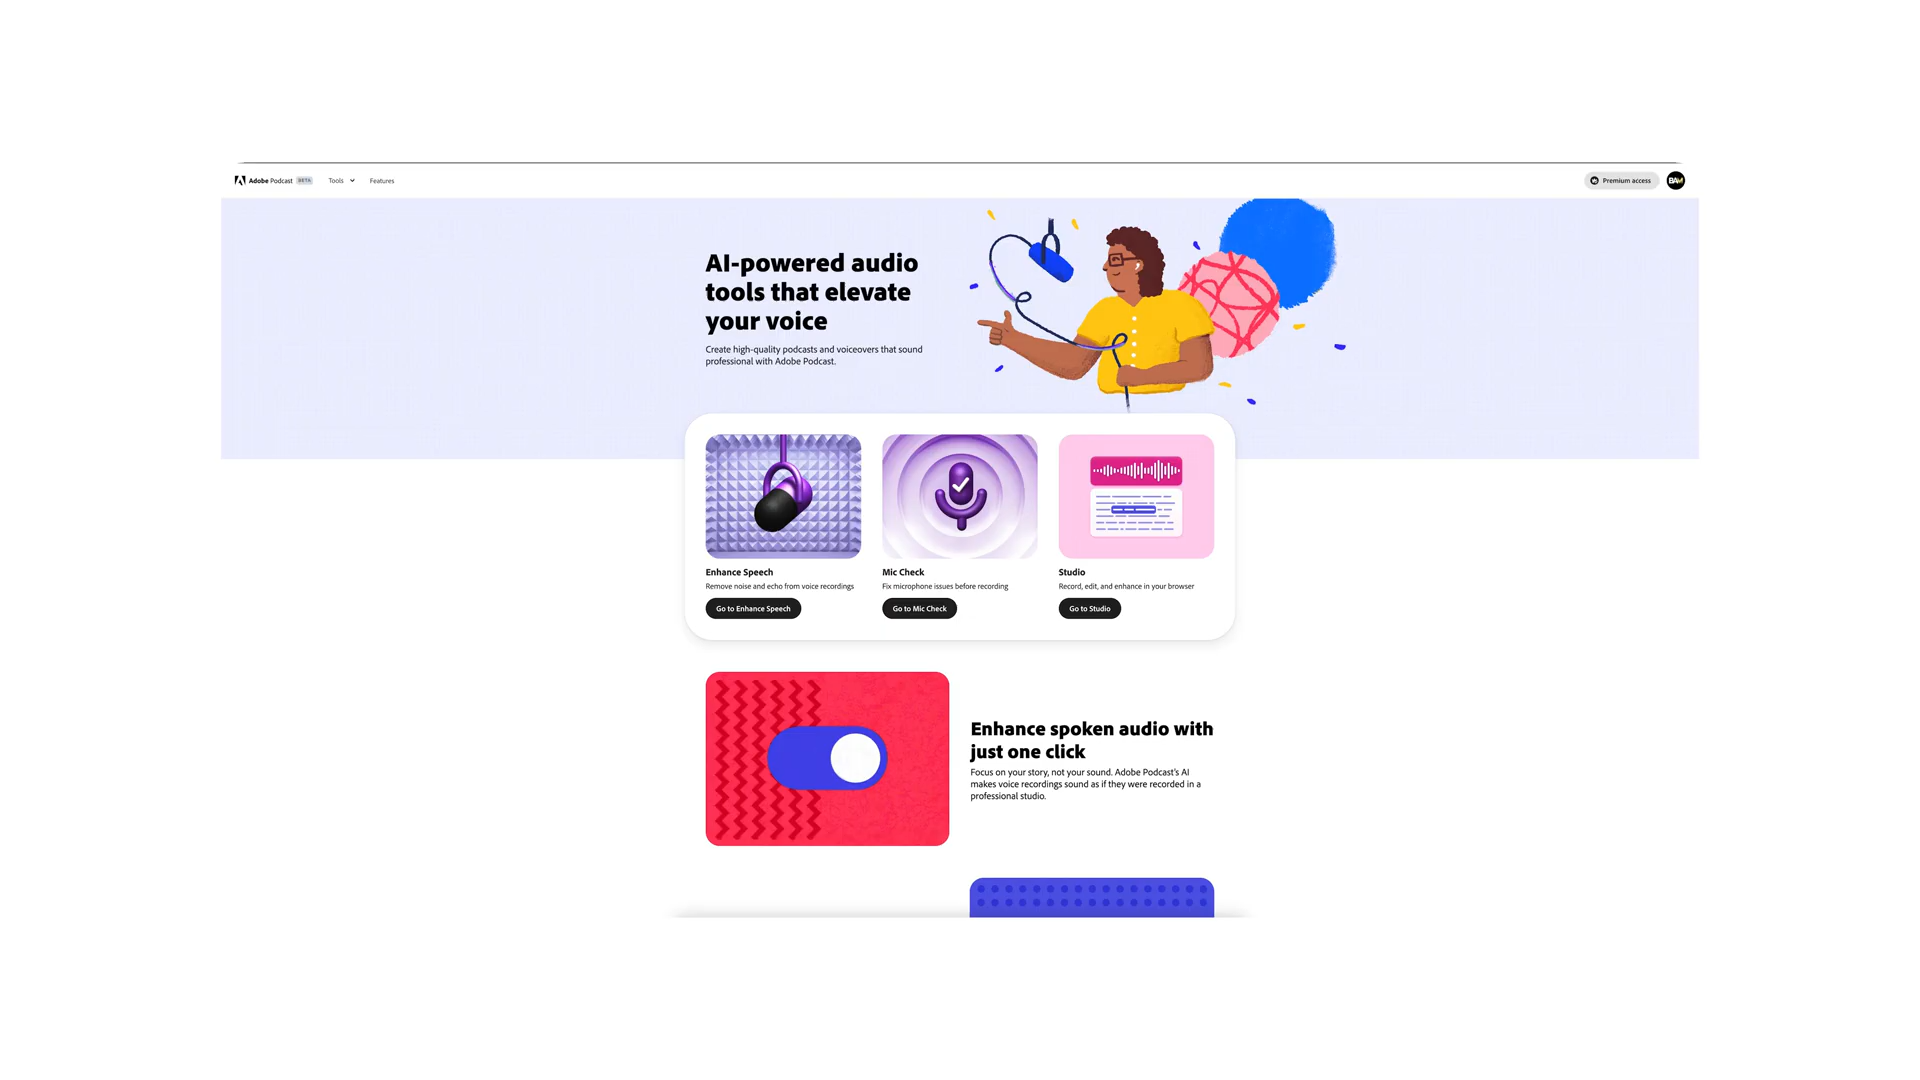 Adobe Podcast BETA Tools Features Premium access BAM
AI-powered audio
tools that elevate
your voice
Create high-quality podcasts and voiceovers that sound
professional with Adobe Podcast.
Enhance Speech
Remove noise and echo from voice recordings
Go to Enhance Speech
Mic Check
Fix microphone issues before recording
Go to Mic Check
Studio
Record, edit, and enhance in your browser
Go to Studio
Enhance spoken audio with
just one click
Focus on your story, not your sound. Adobe Podcast's AI
makes voice recordings sound as if they were recorded in a
professional studio.